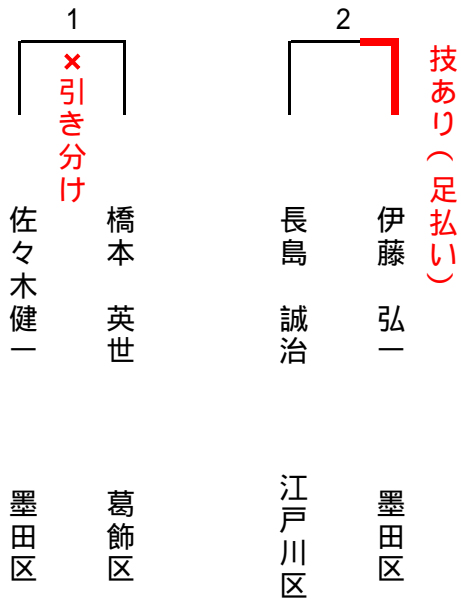 1
×引き分け
佐々木健一 墨田区
橋本 英世 葛飾区
2
技あり(足払い)
長島 誠治 江戸川区
伊藤 弘一 墨田区